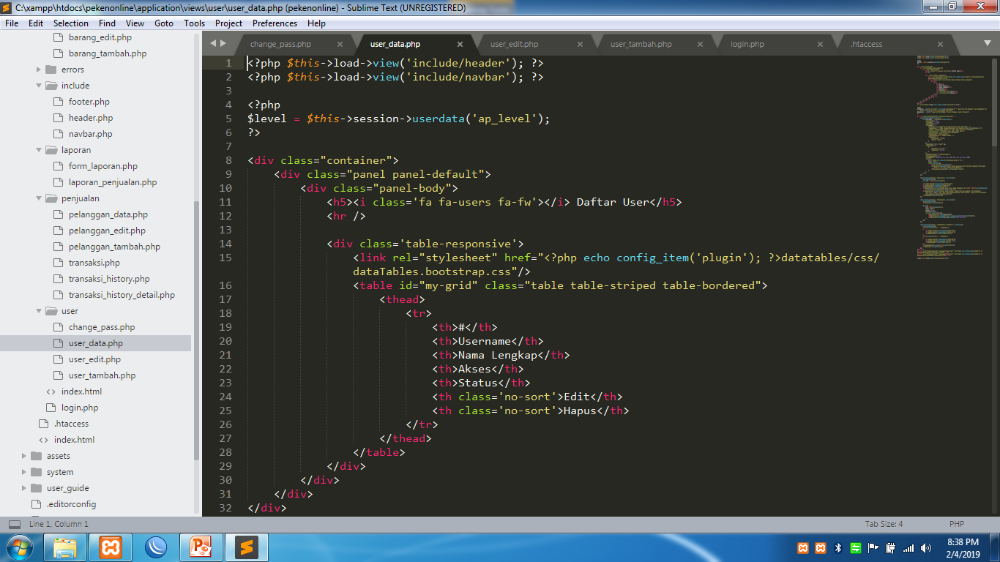 C:\xampp\htdocs\pekenonline\application\views\user\user_data.php (pekenonline) - Sublime Text (UNREGISTERED)
File Edit Selection Find View Goto Tools Project Preferences Help
barang_edit.php
barang_tambah.php
errors
include
footer.php
header.php
navbar.php
laporan
form_laporan.php
laporan_penjualan.php
penjualan
pelanggan_data.php
pelanggan_edit.php
pelanggan_tambah.php
transaksi.php
transaksi_history.php
transaksi_history_detail.php
user
change_pass.php
user_data.php
user_edit.php
user_tambah.php
index.html
login.php
.htaccess
index.html
assets
system
user_guide
.editorconfig
change_pass.php user_data.php user_edit.php user_tambah.php login.php .htaccess
1 <?php $this->load->view('include/header'); ?>
2 <?php $this->load->view('include/navbar'); ?>
3
4 <?php
5 $level = $this->session->userdata('ap_level');
6 ?>
7
8 <div class="container">
9 <div class="panel panel-default">
10 <div class="panel-body">
11 <h5><i class='fa fa-users fa-fw'></i> Daftar User</h5>
12 <hr />
13
14 <div class='table-responsive'>
15 <link rel="stylesheet" href="<?php echo config_item('plugin'); ?>datatables/css/
dataTables.bootstrap.css"/>
16 <table id="my-grid" class="table table-striped table-bordered">
17 <thead>
18 <tr>
19 <th>#</th>
20 <th>Username</th>
21 <th>Nama Lengkap</th>
22 <th>Akses</th>
23 <th>Status</th>
24 <th class='no-sort'>Edit</th>
25 <th class='no-sort'>Hapus</th>
26 </tr>
27 </thead>
28 </table>
29 </div>
30 </div>
31 </div>
32 </div>
Line 1, Column 1 Tab Size: 4 PHP
8:38 PM
2/4/2019